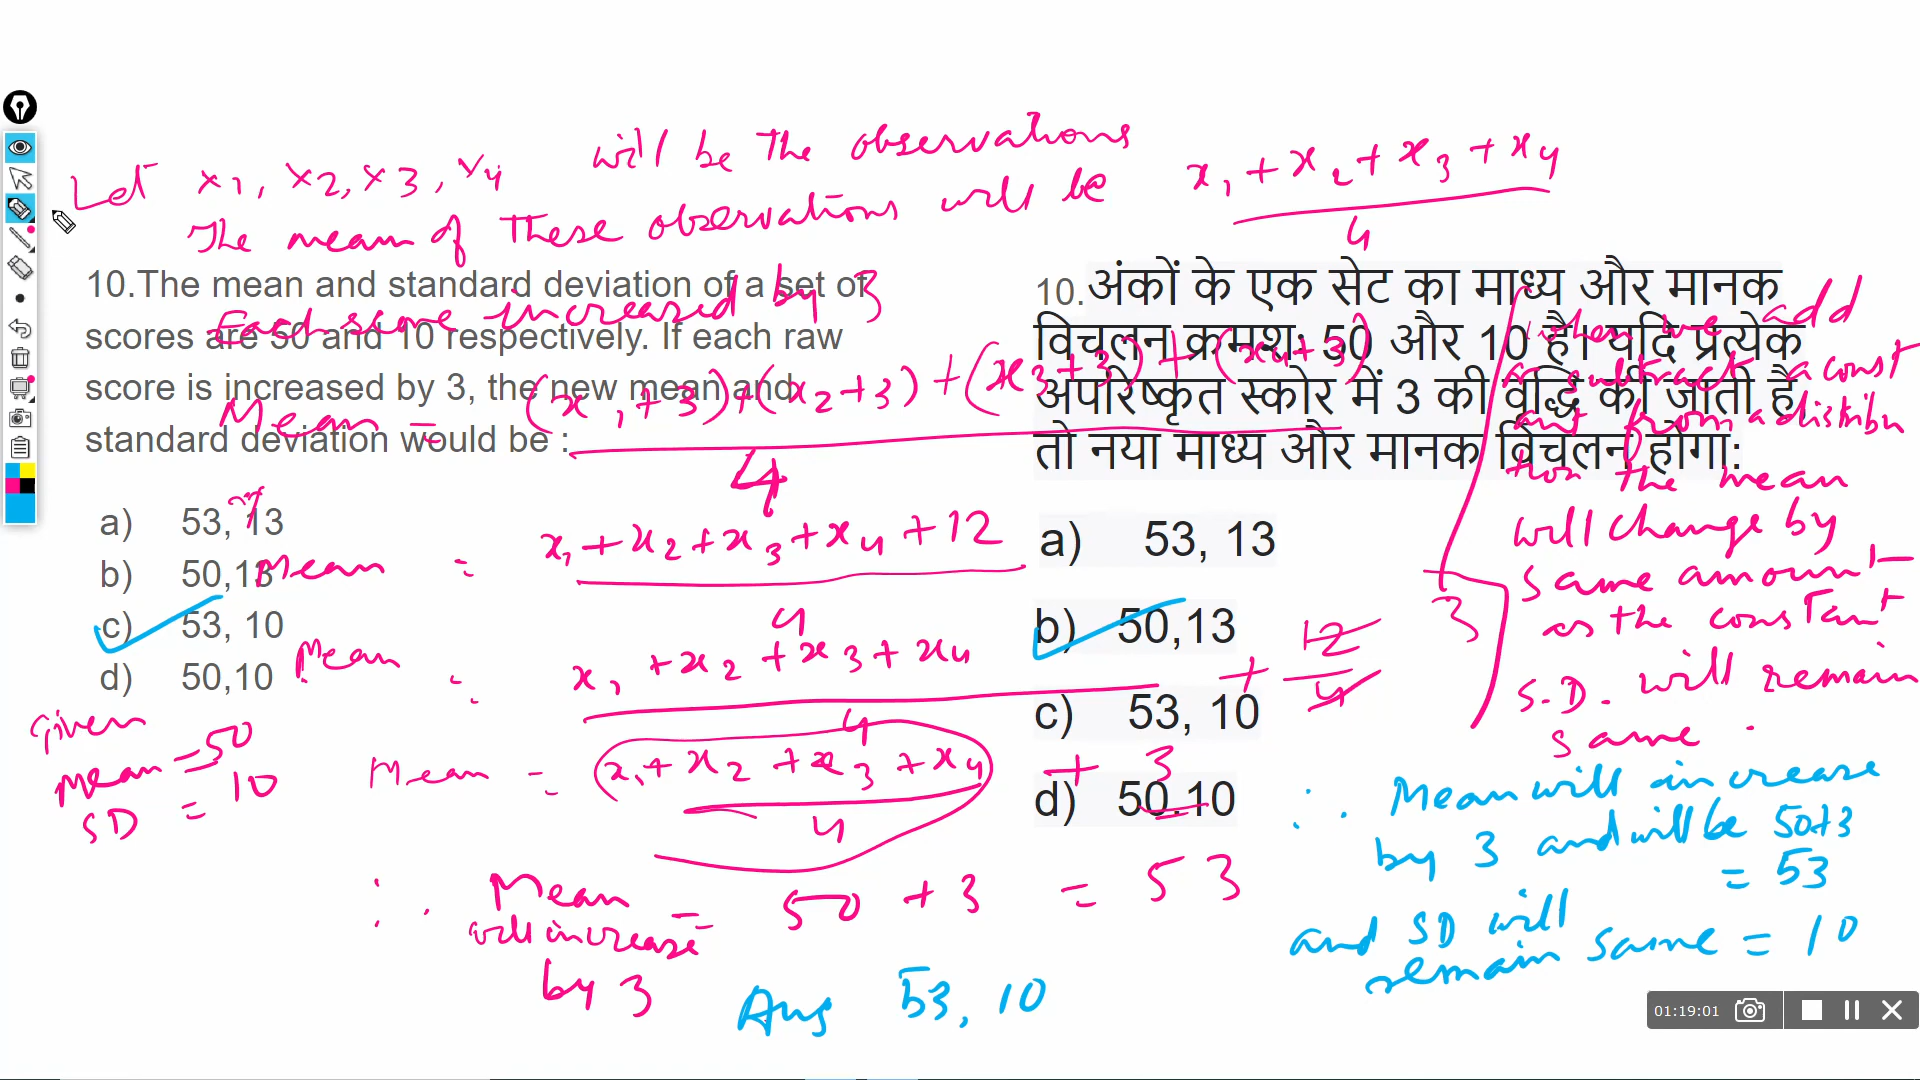 Let x1, x2, x3, x4 will be the observations
The mean of these observations will be
x1 + x2 + x3 + x4
4
10.The mean and standard deviation of a set of
scores are 50 and 10 respectively. If each raw
score is increased by 3, the new mean and
standard deviation would be :
Each score increased by 3
Mean = (x1+3)+(x2+3)+(x3+3)+(x4+3)
4
a) 53, 13
b) 50,13
c) 53, 10
d) 50,10
Mean = x1+x2+x3+x4+12
4
Mean = x1+x2+x3+x4 + 12
4 4
3
Given
Mean = 50
SD = 10
Mean = (x1+x2+x3+x4) + 3
4
∴ Mean = 50 + 3 = 53
will increase
by 3
Ans 53, 10
10.अंकों के एक सेट का माध्य और मानक
विचलन क्रमश: 50 और 10 है। यदि प्रत्येक
अपरिष्कृत स्कोर में 3 की वृद्धि की जाती है
तो नया माध्य और मानक विचलन होगा:
a) 53, 13
b) 50,13
c) 53, 10
d) 50.10
when we add
or subtract a const
ant from a distribu
tion the mean
will change by
same amount
as the constant
S.D. will remain
same .
∴ Mean will increase
by 3 and will be 50+3
= 53
and SD will
remain same = 10
01:19:01